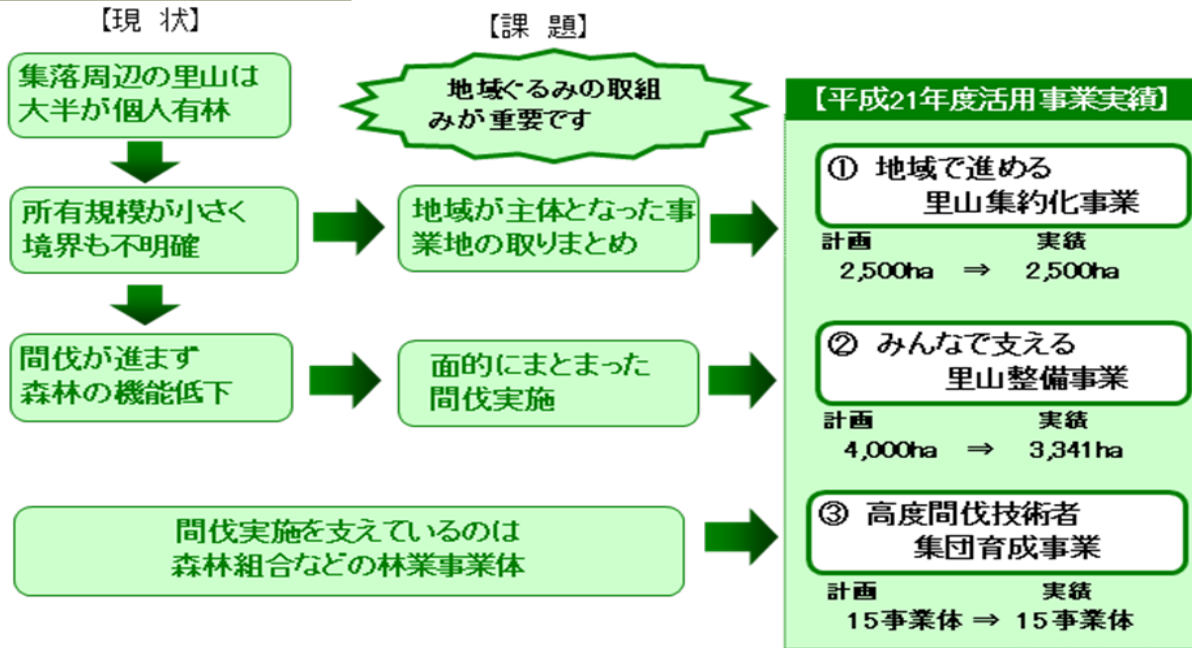 【現 状】
集落周辺の里山は
大半が個人有林
所有規模が小さく
境界も不明確
間伐が進まず
森林の機能低下
【課 題】
地域ぐるみの取組
みが重要です
地域が主体となった事
業地の取りまとめ
面的にまとまった
間伐実施
間伐実施を支えているのは
森林組合などの林業事業体
【平成21年度活用事業実績】
① 地域で進める
里山集約化事業
計画 実績
2,500ha ⇒ 2,500ha
② みんなで支える
里山整備事業
計画 実績
4,000ha ⇒ 3,341ha
③ 高度間伐技術者
集団育成事業
計画 実績
15事業体 ⇒ 15事業体